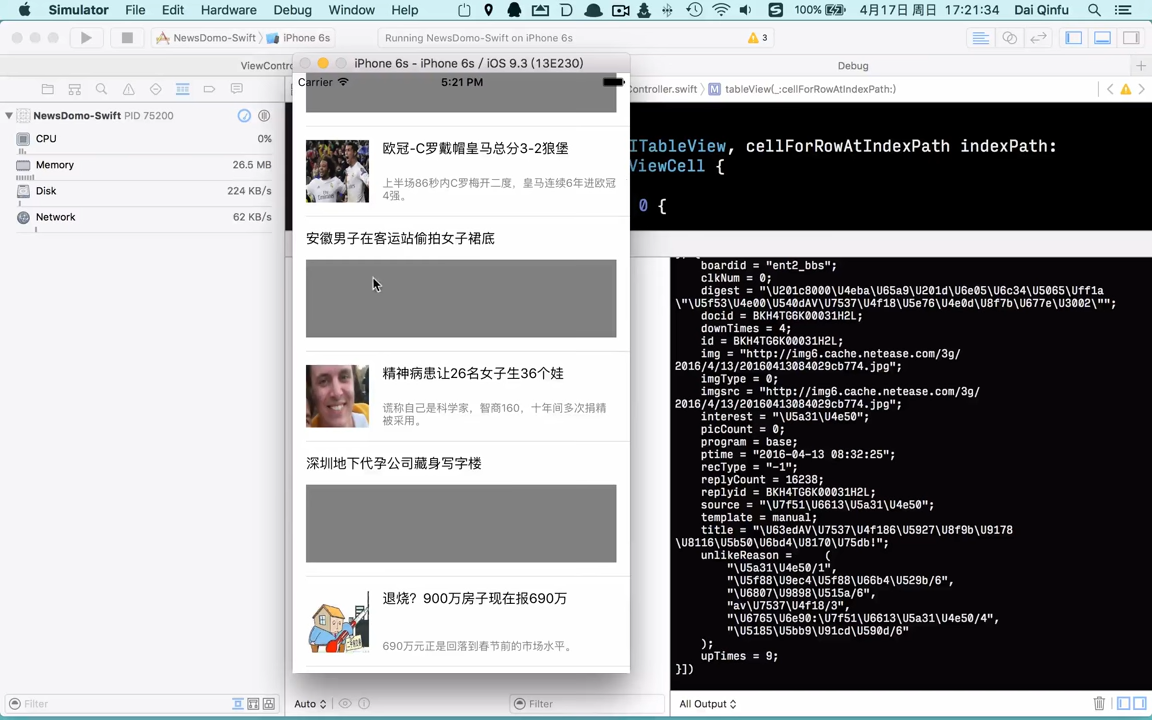 Simulator File Edit Hardware Debug Window Help 100% 4月17日 周日 17:21:34 Dai Qinfu
NewsDomo-Swift iPhone 6s Running NewsDomo-Swift on iPhone 6s 3
ViewContr
iPhone 6s - iPhone 6s / iOS 9.3 (13E230)
Debug
NewsDomo-Swift PID 75200
CPU 0%
Memory 26.5 MB
Disk 224 KB/s
Network 62 KB/s
Filter
Carrier 5:21 PM
欧冠-C罗戴帽皇马总分3-2狼堡
上半场86秒内C罗梅开二度，皇马连续6年进欧冠
4强。
安徽男子在客运站偷拍女子裙底
精神病患让26名女子生36个娃
谎称自己是科学家，智商160，十年间多次捐精
被采用。
深圳地下代孕公司藏身写字楼
退烧？900万房子现在报690万
690万元正是回落到春节前的市场水平。
ontroller.swift M tableView(_:cellForRowAtIndexPath:)
ITableView, cellForRowAtIndexPath indexPath:
ViewCell {
0 {
boardid = "ent2_bbs";
clkNum = 0;
digest = "\U201c8000\U4eba\U65a9\U201d\U6e05\U6c34\U5065\Uff1a
\"\U5f53\U4e00\U540dAV\U7537\U4f18\U5e76\U4e0d\U8f7b\U677e\U3002\"";
docid = BKH4TG6K00031H2L;
downTimes = 4;
id = BKH4TG6K00031H2L;
img = "http://img6.cache.netease.com/3g/
2016/4/13/20160413084029cb774.jpg";
imgType = 0;
imgsrc = "http://img6.cache.netease.com/3g/
2016/4/13/20160413084029cb774.jpg";
interest = "\U5a31\U4e50";
picCount = 0;
program = base;
ptime = "2016-04-13 08:32:25";
recType = "-1";
replyCount = 16238;
replyid = BKH4TG6K00031H2L;
source = "\U7f51\U6613\U5a31\U4e50";
template = manual;
title = "\U63edAV\U7537\U4f186\U5927\U8f9b\U9178
\U8116\U5b50\U6bd4\U8170\U75db!";
unlikeReason = (
"\U5a31\U4e50/1",
"\U5f88\U9ec4\U5f88\U66b4\U529b/6",
"\U6807\U9898\U515a/6",
"av\U7537\U4f18/3",
"\U6765\U6e90:\U7f51\U6613\U5a31\U4e50/4",
"\U5185\U5bb9\U91cd\U590d/6"
);
upTimes = 9;
}])
Auto Filter All Output